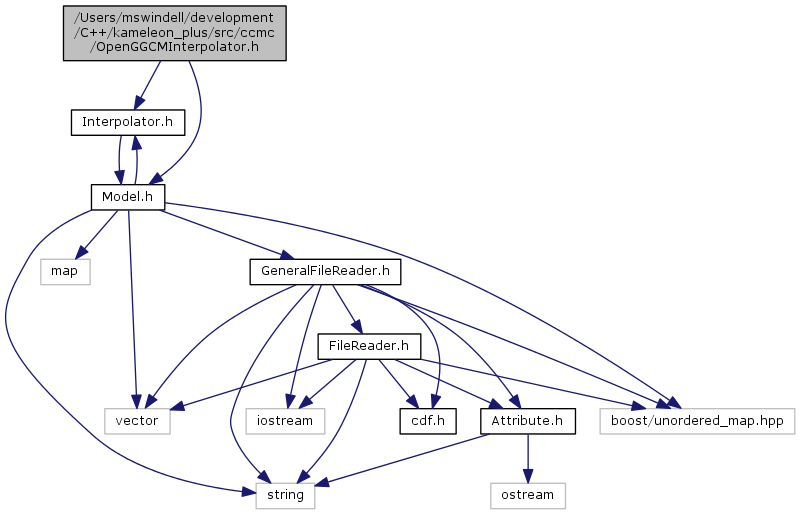 /Users/mswindell/development
/C++/kameleon_plus/src/ccmc
/OpenGGCMInterpolator.h
Interpolator.h
Model.h
map
GeneralFileReader.h
FileReader.h
vector
iostream
cdf.h
Attribute.h
boost/unordered_map.hpp
string
ostream